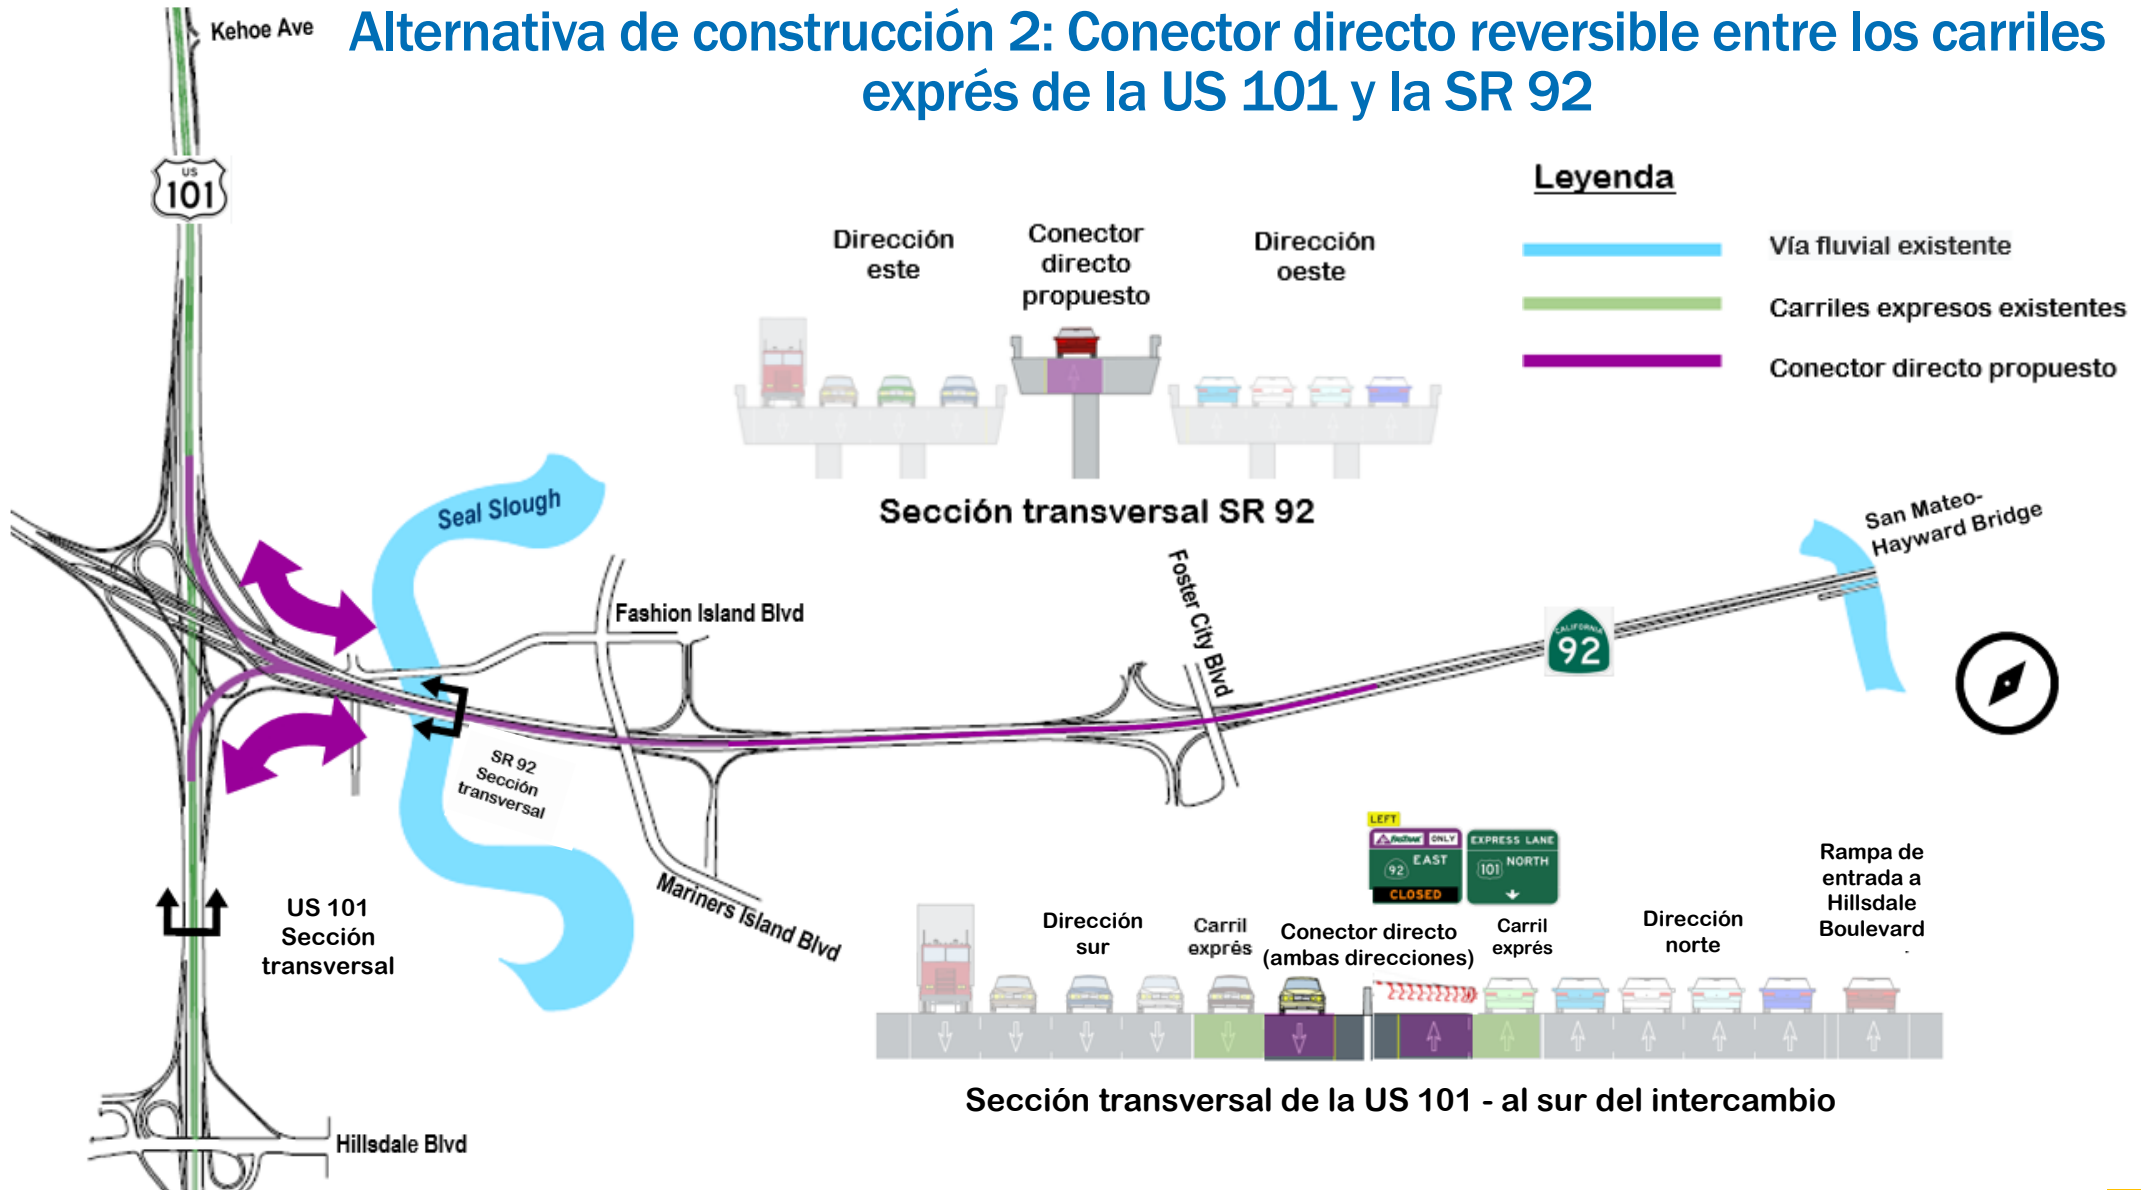 Alternativa de construcción 2: Conector directo reversible entre los carriles
exprés de la US 101 y la SR 92
Kehoe Ave
US
101
Leyenda
Vía fluvial existente
Carriles expresos existentes
Conector directo propuesto
Dirección
este
Conector
directo
propuesto
Dirección
oeste
Sección transversal SR 92
Seal Slough
San Mateo-
Hayward Bridge
Foster City Blvd
Fashion Island Blvd
CALIFORNIA
92
SR 92
Sección
transversal
Mariners Island Blvd
US 101
Sección
transversal
LEFT
FasTrak ONLY
92 EAST
CLOSED
EXPRESS LANE
101 NORTH
Dirección
sur
Carril
exprés
Conector directo
(ambas direcciones)
Carril
exprés
Dirección
norte
Rampa de
entrada a
Hillsdale
Boulevard
Sección transversal de la US 101 - al sur del intercambio
Hillsdale Blvd